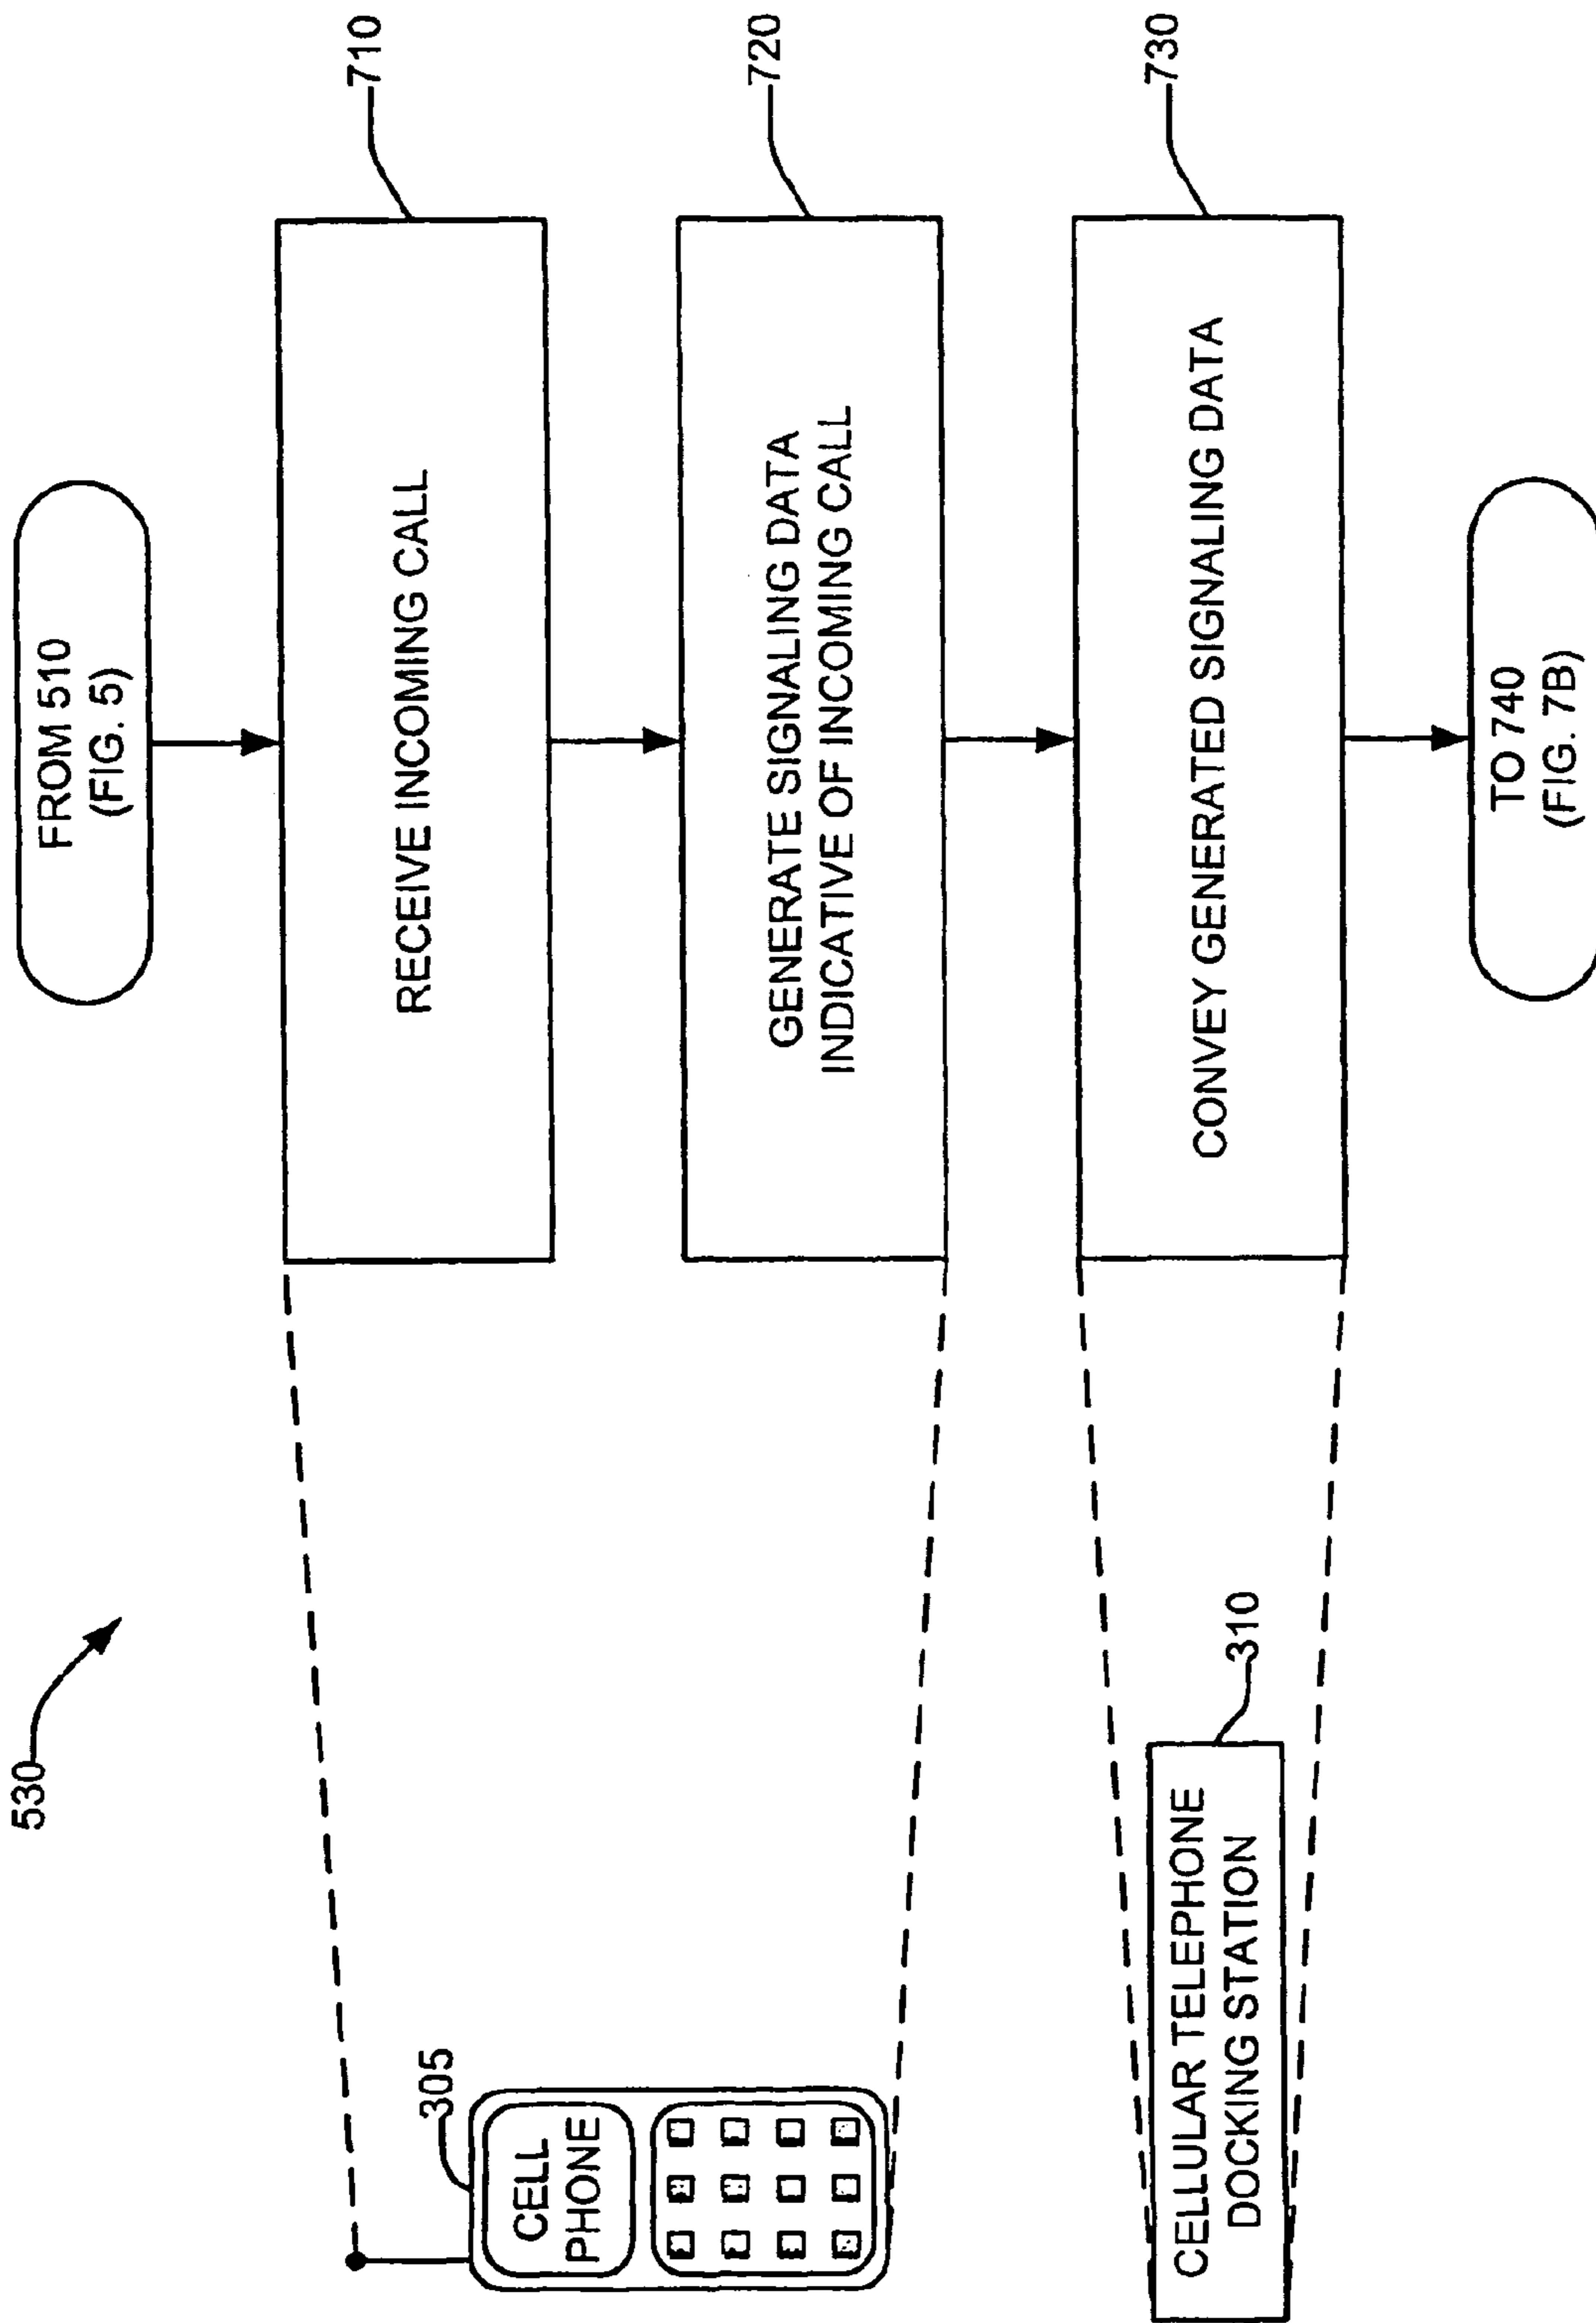 530
FROM 510
(FIG. 5)
305
CELL
PHONE
RECEIVE INCOMING CALL
710
GENERATE SIGNALING DATA
INDICATIVE OF INCOMING CALL
720
CELLULAR TELEPHONE
DOCKING STATION
310
CONVEY GENERATED SIGNALING DATA
730
TO 740
(FIG. 7B)